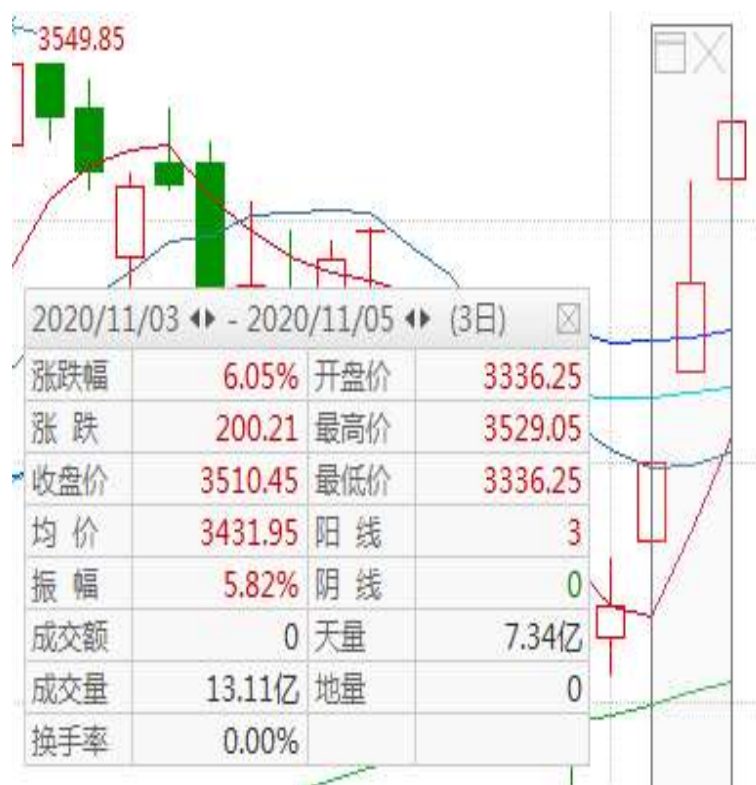 3549.85
2020/11/03 - 2020/11/05 (3日)
涨跌幅 6.05% 开盘价 3336.25
涨 跌 200.21 最高价 3529.05
收盘价 3510.45 最低价 3336.25
均 价 3431.95 阳 线 3
振 幅 5.82% 阴 线 0
成交额 0 天量 7.34亿
成交量 13.11亿 地量 0
换手率 0.00%